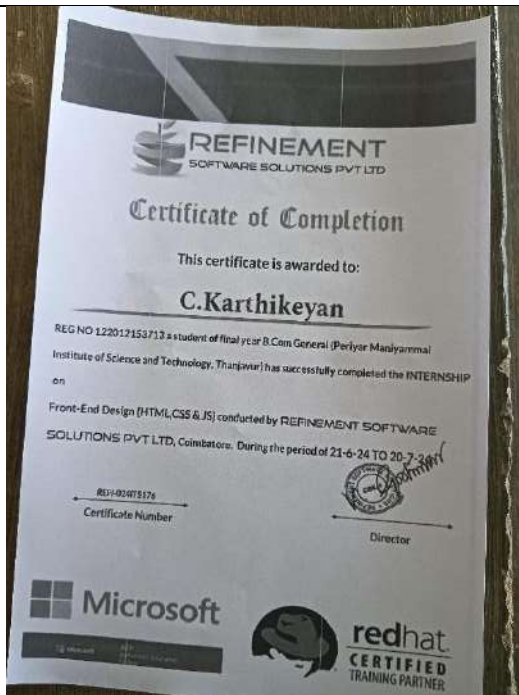 REFINEMENT
SOFTWARE SOLUTIONS PVT LTD
Certificate of Completion
This certificate is awarded to:
C.Karthikeyan
REG NO 122012153713 a student of final year B.Com General (Periyar Maniyammai
Institute of Science and Technology, Thanjavur) has successfully completed the INTERNSHIP
on
Front-End Design (HTML,CSS & JS) conducted by REFINEMENT SOFTWARE
SOLUTIONS PVT LTD, Coimbatore. During the period of 21-6-24 TO 20-7-24
Certificate Number
Director
Microsoft
Microsoft
redhat.
CERTIFIED
TRAINING PARTNER